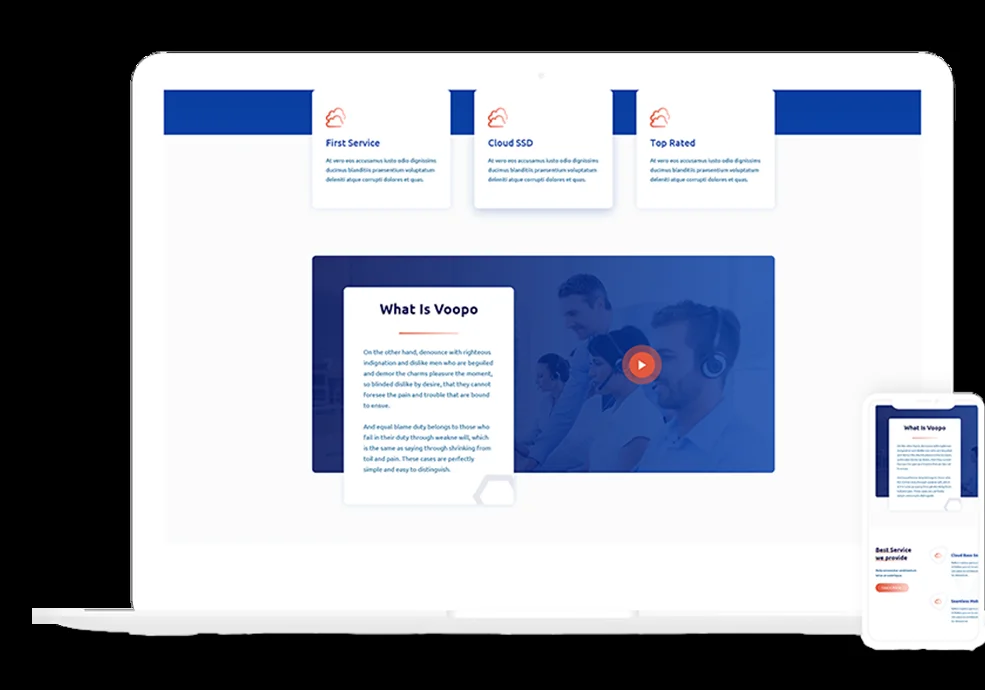 First Service
At vero eos accusamus iusto odio dignissims
ducimus blanditiis praesentium voluptatum
deleniti atque corrupti dolores et quas.
Cloud SSD
At vero eos accusamus iusto odio dignissims
ducimus blanditiis praesentium voluptatum
deleniti atque corrupti dolores et quas.
Top Rated
At vero eos accusamus iusto odio dignissims
ducimus blanditiis praesentium voluptatum
deleniti atque corrupti dolores et quas.
What Is Voopo
On the other hand, denounce with righteous
indignation and dislike men who are beguiled
and demor the charms pleasure the moment,
so blinded dislike by desire, that they cannot
foresee the pain and trouble that are bound
to ensue.
And equal blame duty belongs to those who
fail in their duty through weakne will, which
is the same as saying through shrinking from
toil and pain. These cases are perfectly
simple and easy to distinguish.
What Is Voopo
Best Service
we provide
Cloud Base
Seamless